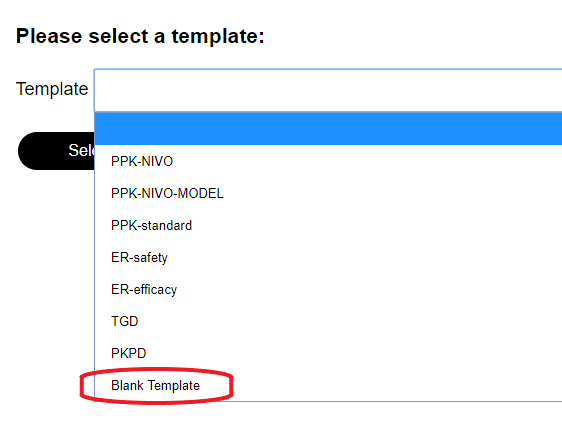 Please select a template:
Template
PPK-NIVO
PPK-NIVO-MODEL
PPK-standard
ER-safety
ER-efficacy
TGD
PKPD
Blank Template